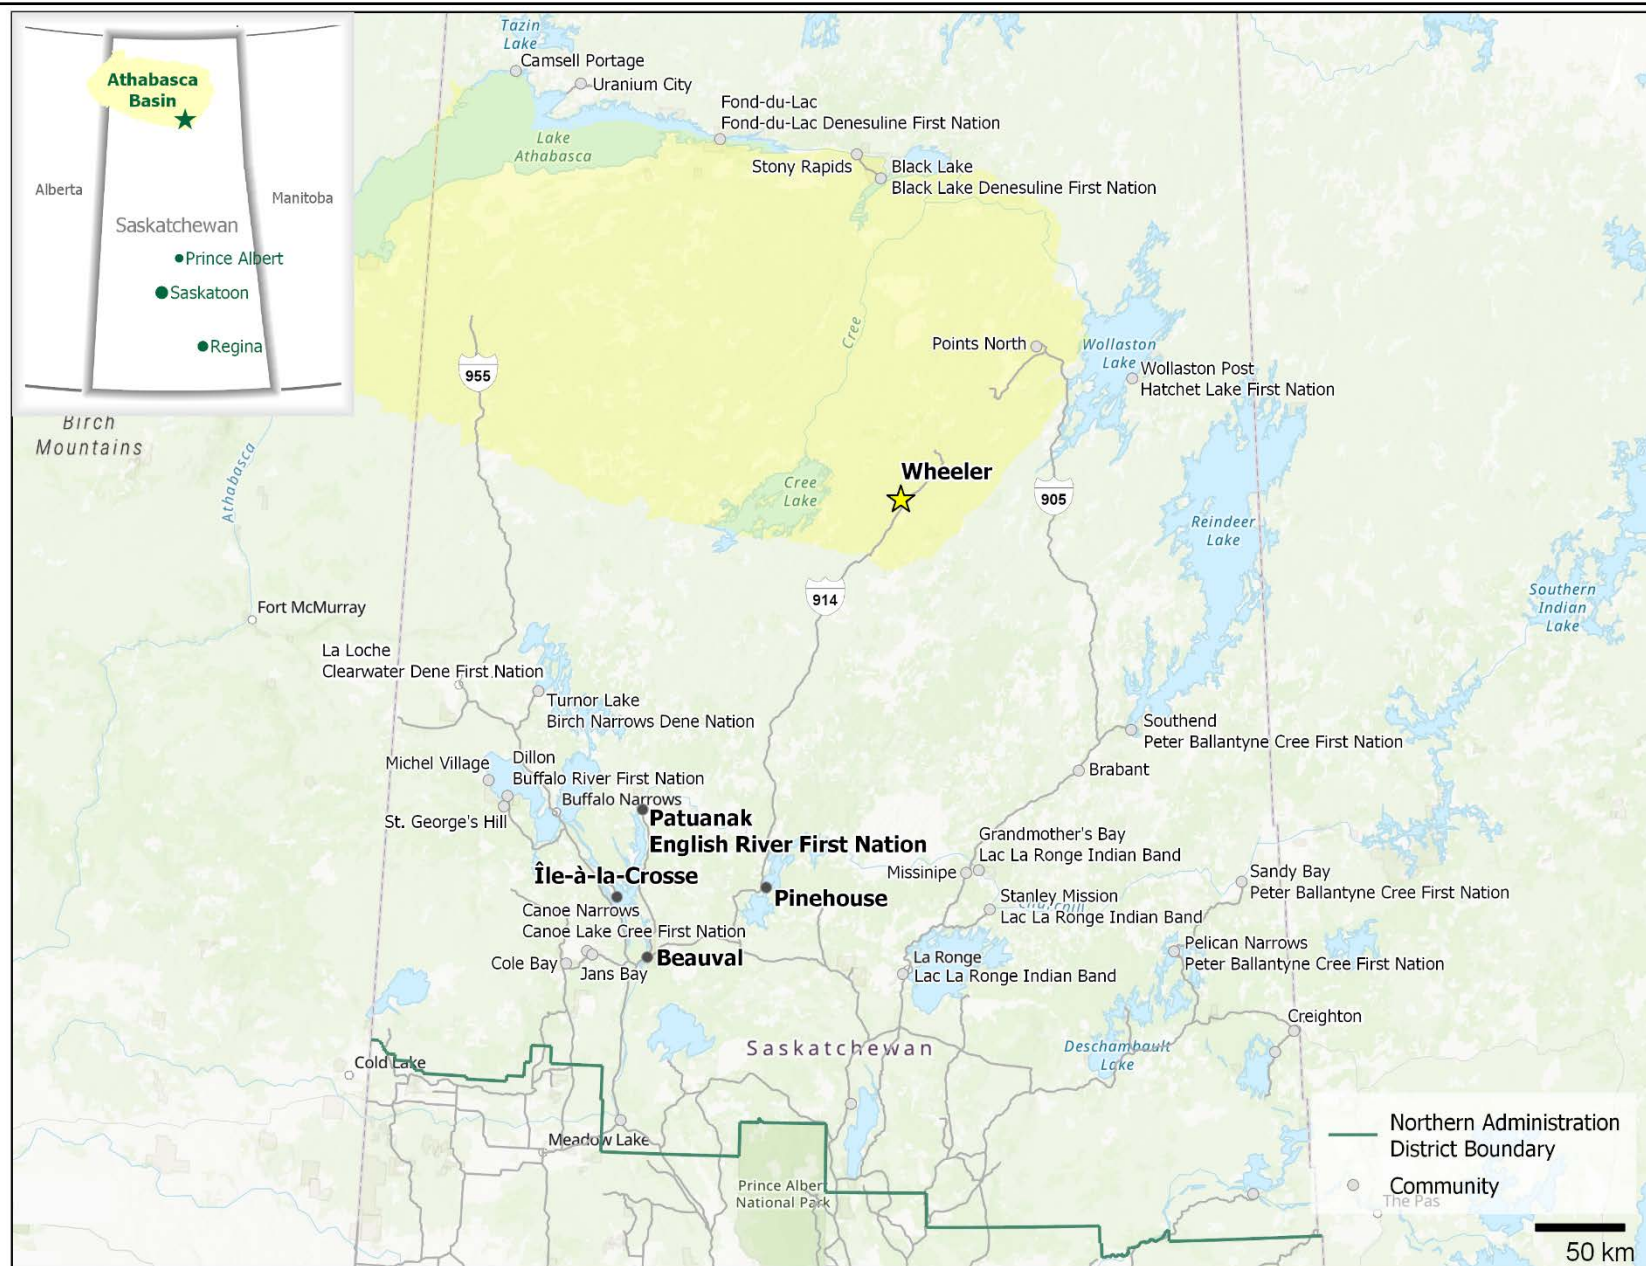 Athabasca
Basin
Alberta
Manitoba
Saskatchewan
Prince Albert
Saskatoon
Regina
Tazin
Lake
Camsell Portage
Uranium City
Lake
Athabasca
Fond-du-Lac
Fond-du-Lac Denesuline First Nation
Stony Rapids
Black Lake
Black Lake Denesuline First Nation
Cree
Points North
Wollaston
Lake
Wollaston Post
Hatchet Lake First Nation
955
Birch
Mountains
Athabasca
Wheeler
Cree
Lake
905
Reindeer
Lake
914
Southern
Indian
Lake
Fort McMurray
La Loche
Clearwater Dene First Nation
Turnor Lake
Birch Narrows Dene Nation
Southend
Peter Ballantyne Cree First Nation
Michel Village
Dillon
Buffalo River First Nation
Buffalo Narrows
St. George's Hill
Brabant
Patuanak
English River First Nation
Grandmother's Bay
Lac La Ronge Indian Band
Missinipe
Île-à-la-Crosse
Pinehouse
Sandy Bay
Peter Ballantyne Cree First Nation
Stanley Mission
Churchill
Lac La Ronge Indian Band
Canoe Narrows
Canoe Lake Cree First Nation
Cole Bay
Jans Bay
Beauval
La Ronge
Lac La Ronge Indian Band
Pelican Narrows
Peter Ballantyne Cree First Nation
Creighton
Saskatchewan
Deschambault
Lake
Cold Lake
Meadow Lake
Prince Albert
National Park
Northern Administration
District Boundary
Community
The Pas
50 km